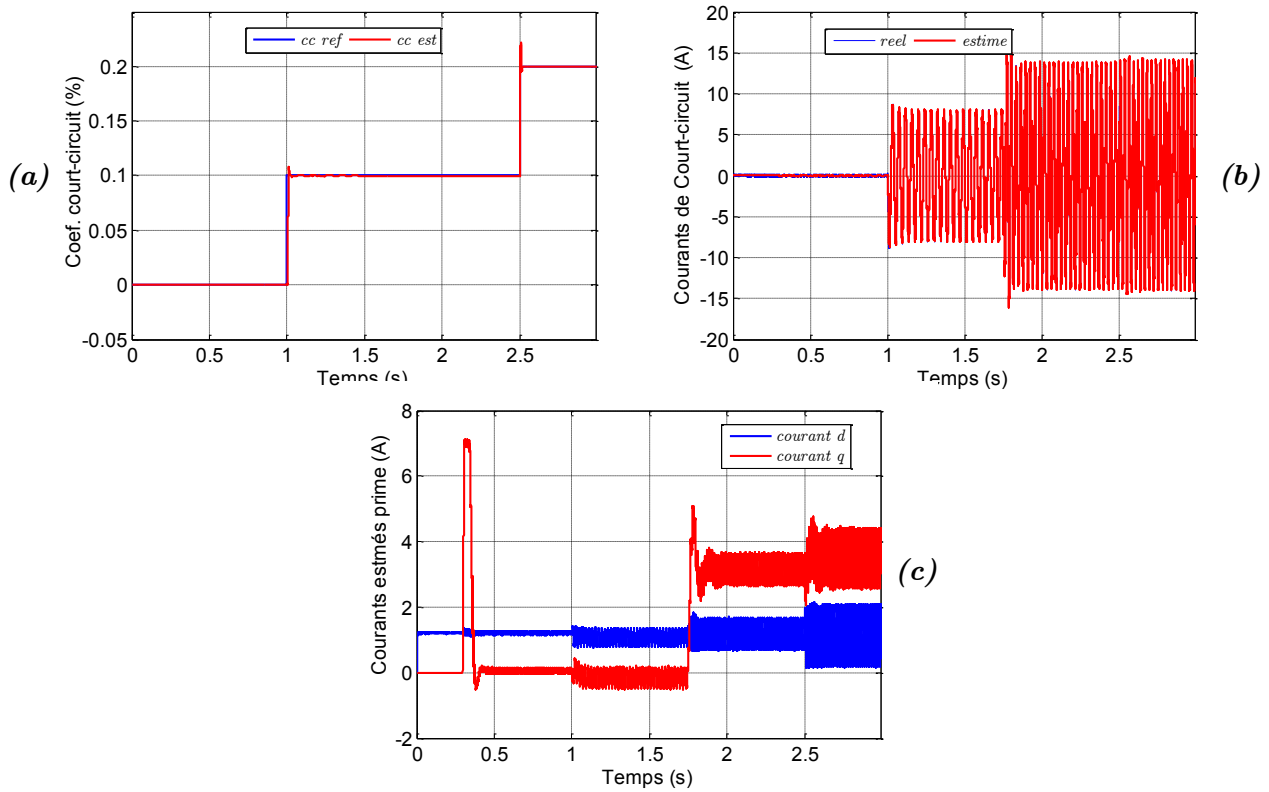 20
15
10
5
0
-5
-10
-15
-20
0.2
0.15
0.1
0.05
0
-0.05
cc ref cc est
reel estime
Coef. court-circuit (%)
Courants de Court-circuit (A)
(a)
(b)
0 0.5 1 1.5 2 2.5
0 0.5 1 1.5 2 2.5
Temps (s)
Temps (s)
8
6
4
2
0
-2
courant d
courant q
Courants estmés prime (A)
(c)
0 0.5 1 1.5 2 2.5
Temps (s)